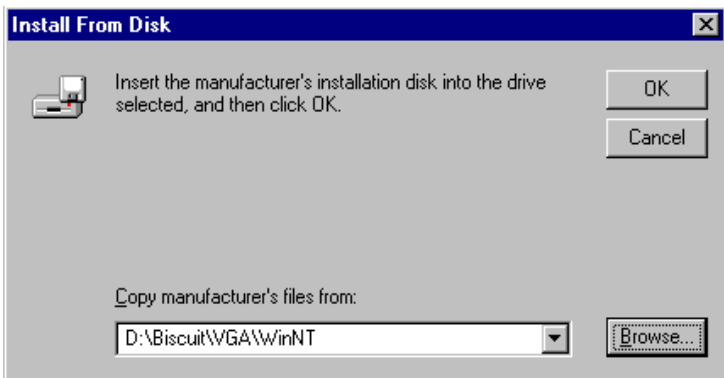 Install From Disk
Insert the manufacturer's installation disk into the drive
selected, and then click OK.
OK
Cancel
Copy manufacturer's files from:
D:\Biscuit\VGA\WinNT
Browse...